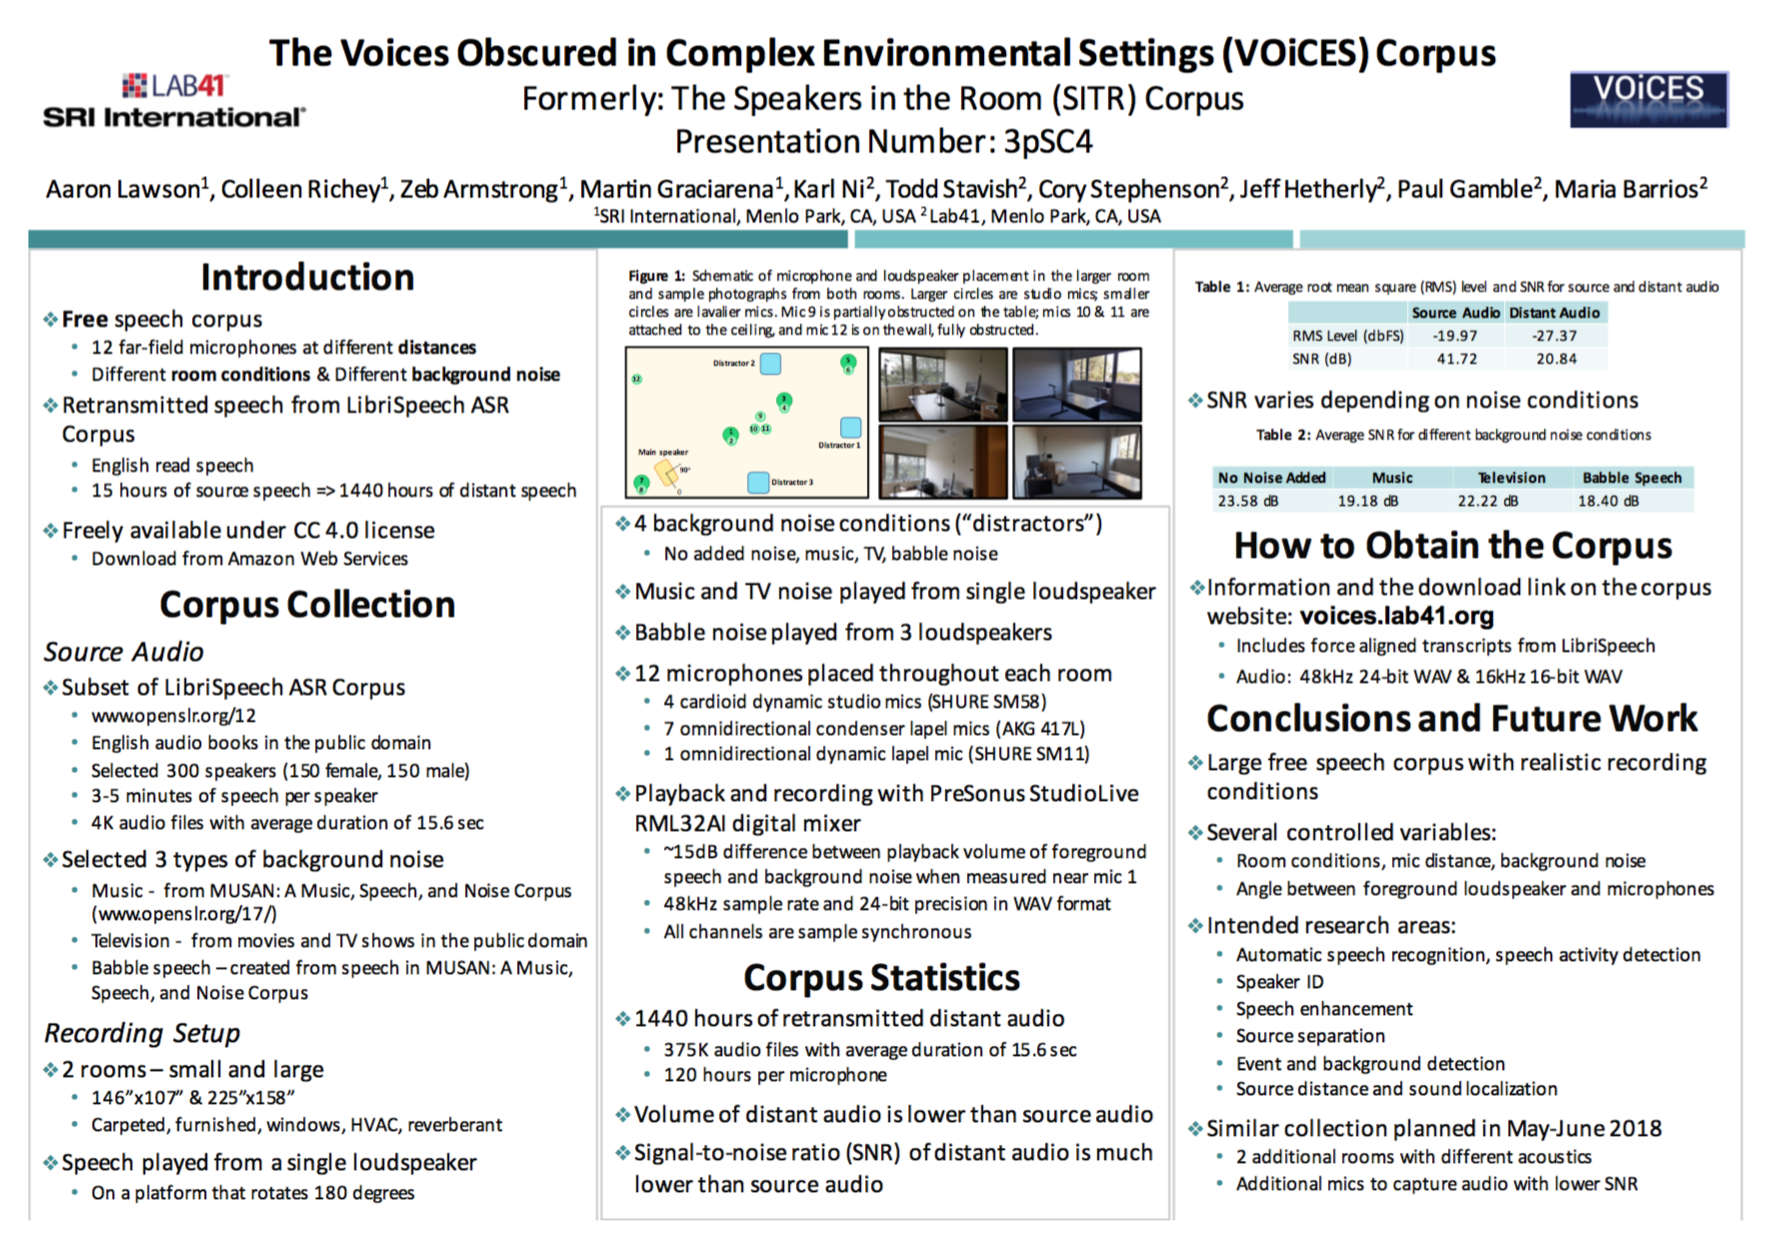 The Voices Obscured in Complex Environmental Settings (VOiCES) Corpus
Formerly: The Speakers in the Room (SITR) Corpus
Presentation Number: 3pSC4
LAB41
SRI International
VOiCES
Aaron Lawson1, Colleen Richey1, Zeb Armstrong1, Martin Graciarena1, Karl Ni2, Todd Stavish2, Cory Stephenson2, Jeff Hetherly2, Paul Gamble2, Maria Barrios2
1SRI International, Menlo Park, CA, USA 2 Lab41, Menlo Park, CA, USA
Introduction
❖Free speech corpus
• 12 far-field microphones at different distances
• Different room conditions & Different background noise
❖Retransmitted speech from LibriSpeech ASR
Corpus
• English read speech
• 15 hours of source speech => 1440 hours of distant speech
❖Freely available under CC 4.0 license
• Download from Amazon Web Services
Corpus Collection
Source Audio
❖Subset of LibriSpeech ASR Corpus
• www.openslr.org/12
• English audio books in the public domain
• Selected 300 speakers (150 female, 150 male)
• 3-5 minutes of speech per speaker
• 4K audio files with average duration of 15.6 sec
❖Selected 3 types of background noise
• Music - from MUSAN: A Music, Speech, and Noise Corpus
(www.openslr.org/17/)
• Television - from movies and TV shows in the public domain
• Babble speech – created from speech in MUSAN: A Music,
Speech, and Noise Corpus
Recording Setup
❖2 rooms – small and large
• 146”x107” & 225”x158”
• Carpeted, furnished, windows, HVAC, reverberant
❖Speech played from a single loudspeaker
• On a platform that rotates 180 degrees
Figure 1: Schematic of microphone and loudspeaker placement in the larger room
and sample photographs from both rooms. Larger circles are studio mics; smaller
circles are lavalier mics. Mic 9 is partially obstructed on the table; mics 10 & 11 are
attached to the ceiling, and mic 12 is on the wall, fully obstructed.
Distractor 2
5
6
12
3
4
9
10 11
1
2
Distractor 1
Main speaker
90°
0
7
8
Distractor 3
❖4 background noise conditions (“distractors”)
• No added noise, music, TV, babble noise
❖Music and TV noise played from single loudspeaker
❖Babble noise played from 3 loudspeakers
❖12 microphones placed throughout each room
• 4 cardioid dynamic studio mics (SHURE SM58)
• 7 omnidirectional condenser lapel mics (AKG 417L)
• 1 omnidirectional dynamic lapel mic (SHURE SM11)
❖Playback and recording with PreSonus StudioLive
RML32AI digital mixer
• ~15dB difference between playback volume of foreground
speech and background noise when measured near mic 1
• 48kHz sample rate and 24-bit precision in WAV format
• All channels are sample synchronous
Corpus Statistics
❖1440 hours of retransmitted distant audio
• 375K audio files with average duration of 15.6 sec
• 120 hours per microphone
❖Volume of distant audio is lower than source audio
❖Signal-to-noise ratio (SNR) of distant audio is much
lower than source audio
Table 1: Average root mean square (RMS) level and SNR for source and distant audio
Source Audio Distant Audio
RMS Level (dbFS) -19.97 -27.37
SNR (dB) 41.72 20.84
❖SNR varies depending on noise conditions
Table 2: Average SNR for different background noise conditions
No Noise Added Music Television Babble Speech
23.58 dB 19.18 dB 22.22 dB 18.40 dB
How to Obtain the Corpus
❖Information and the download link on the corpus
website: voices.lab41.org
• Includes force aligned transcripts from LibriSpeech
• Audio: 48kHz 24-bit WAV & 16kHz 16-bit WAV
Conclusions and Future Work
❖Large free speech corpus with realistic recording
conditions
❖Several controlled variables:
• Room conditions, mic distance, background noise
• Angle between foreground loudspeaker and microphones
❖Intended research areas:
• Automatic speech recognition, speech activity detection
• Speaker ID
• Speech enhancement
• Source separation
• Event and background detection
• Source distance and sound localization
❖Similar collection planned in May-June 2018
• 2 additional rooms with different acoustics
• Additional mics to capture audio with lower SNR